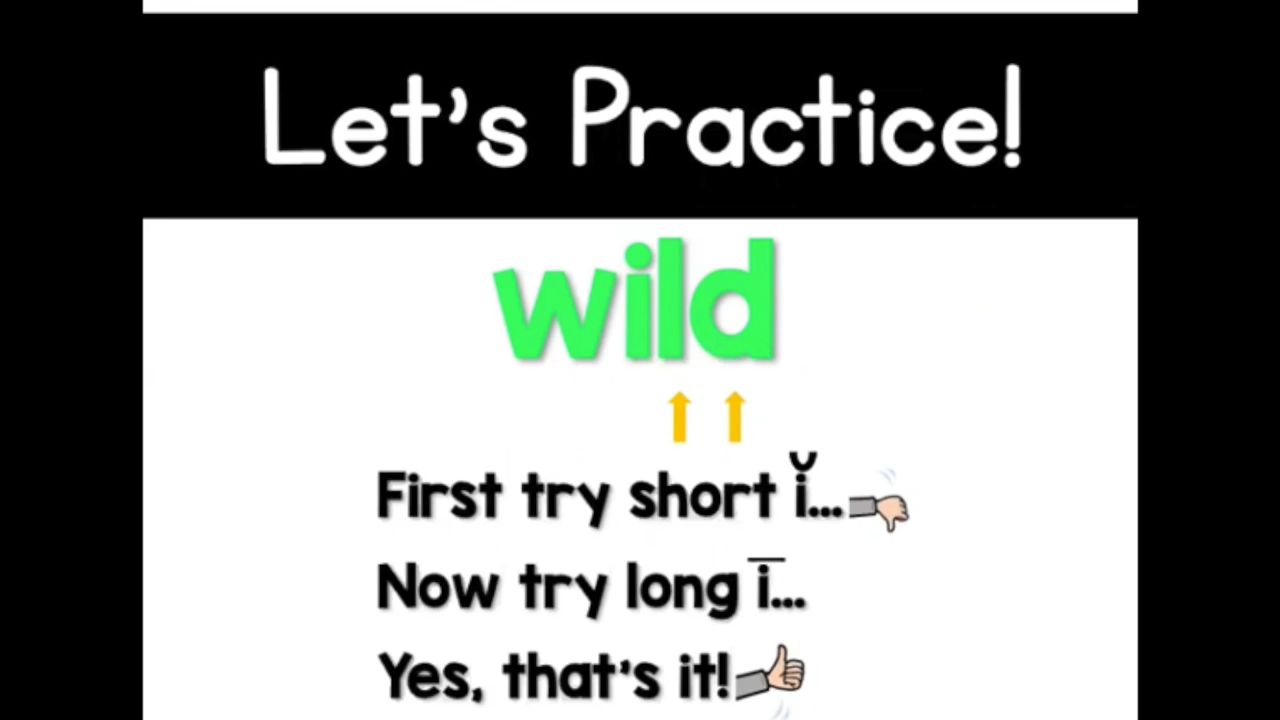 Let's Practice!
wild
First try short ĭ...
Now try long ī...
Yes, that's it!